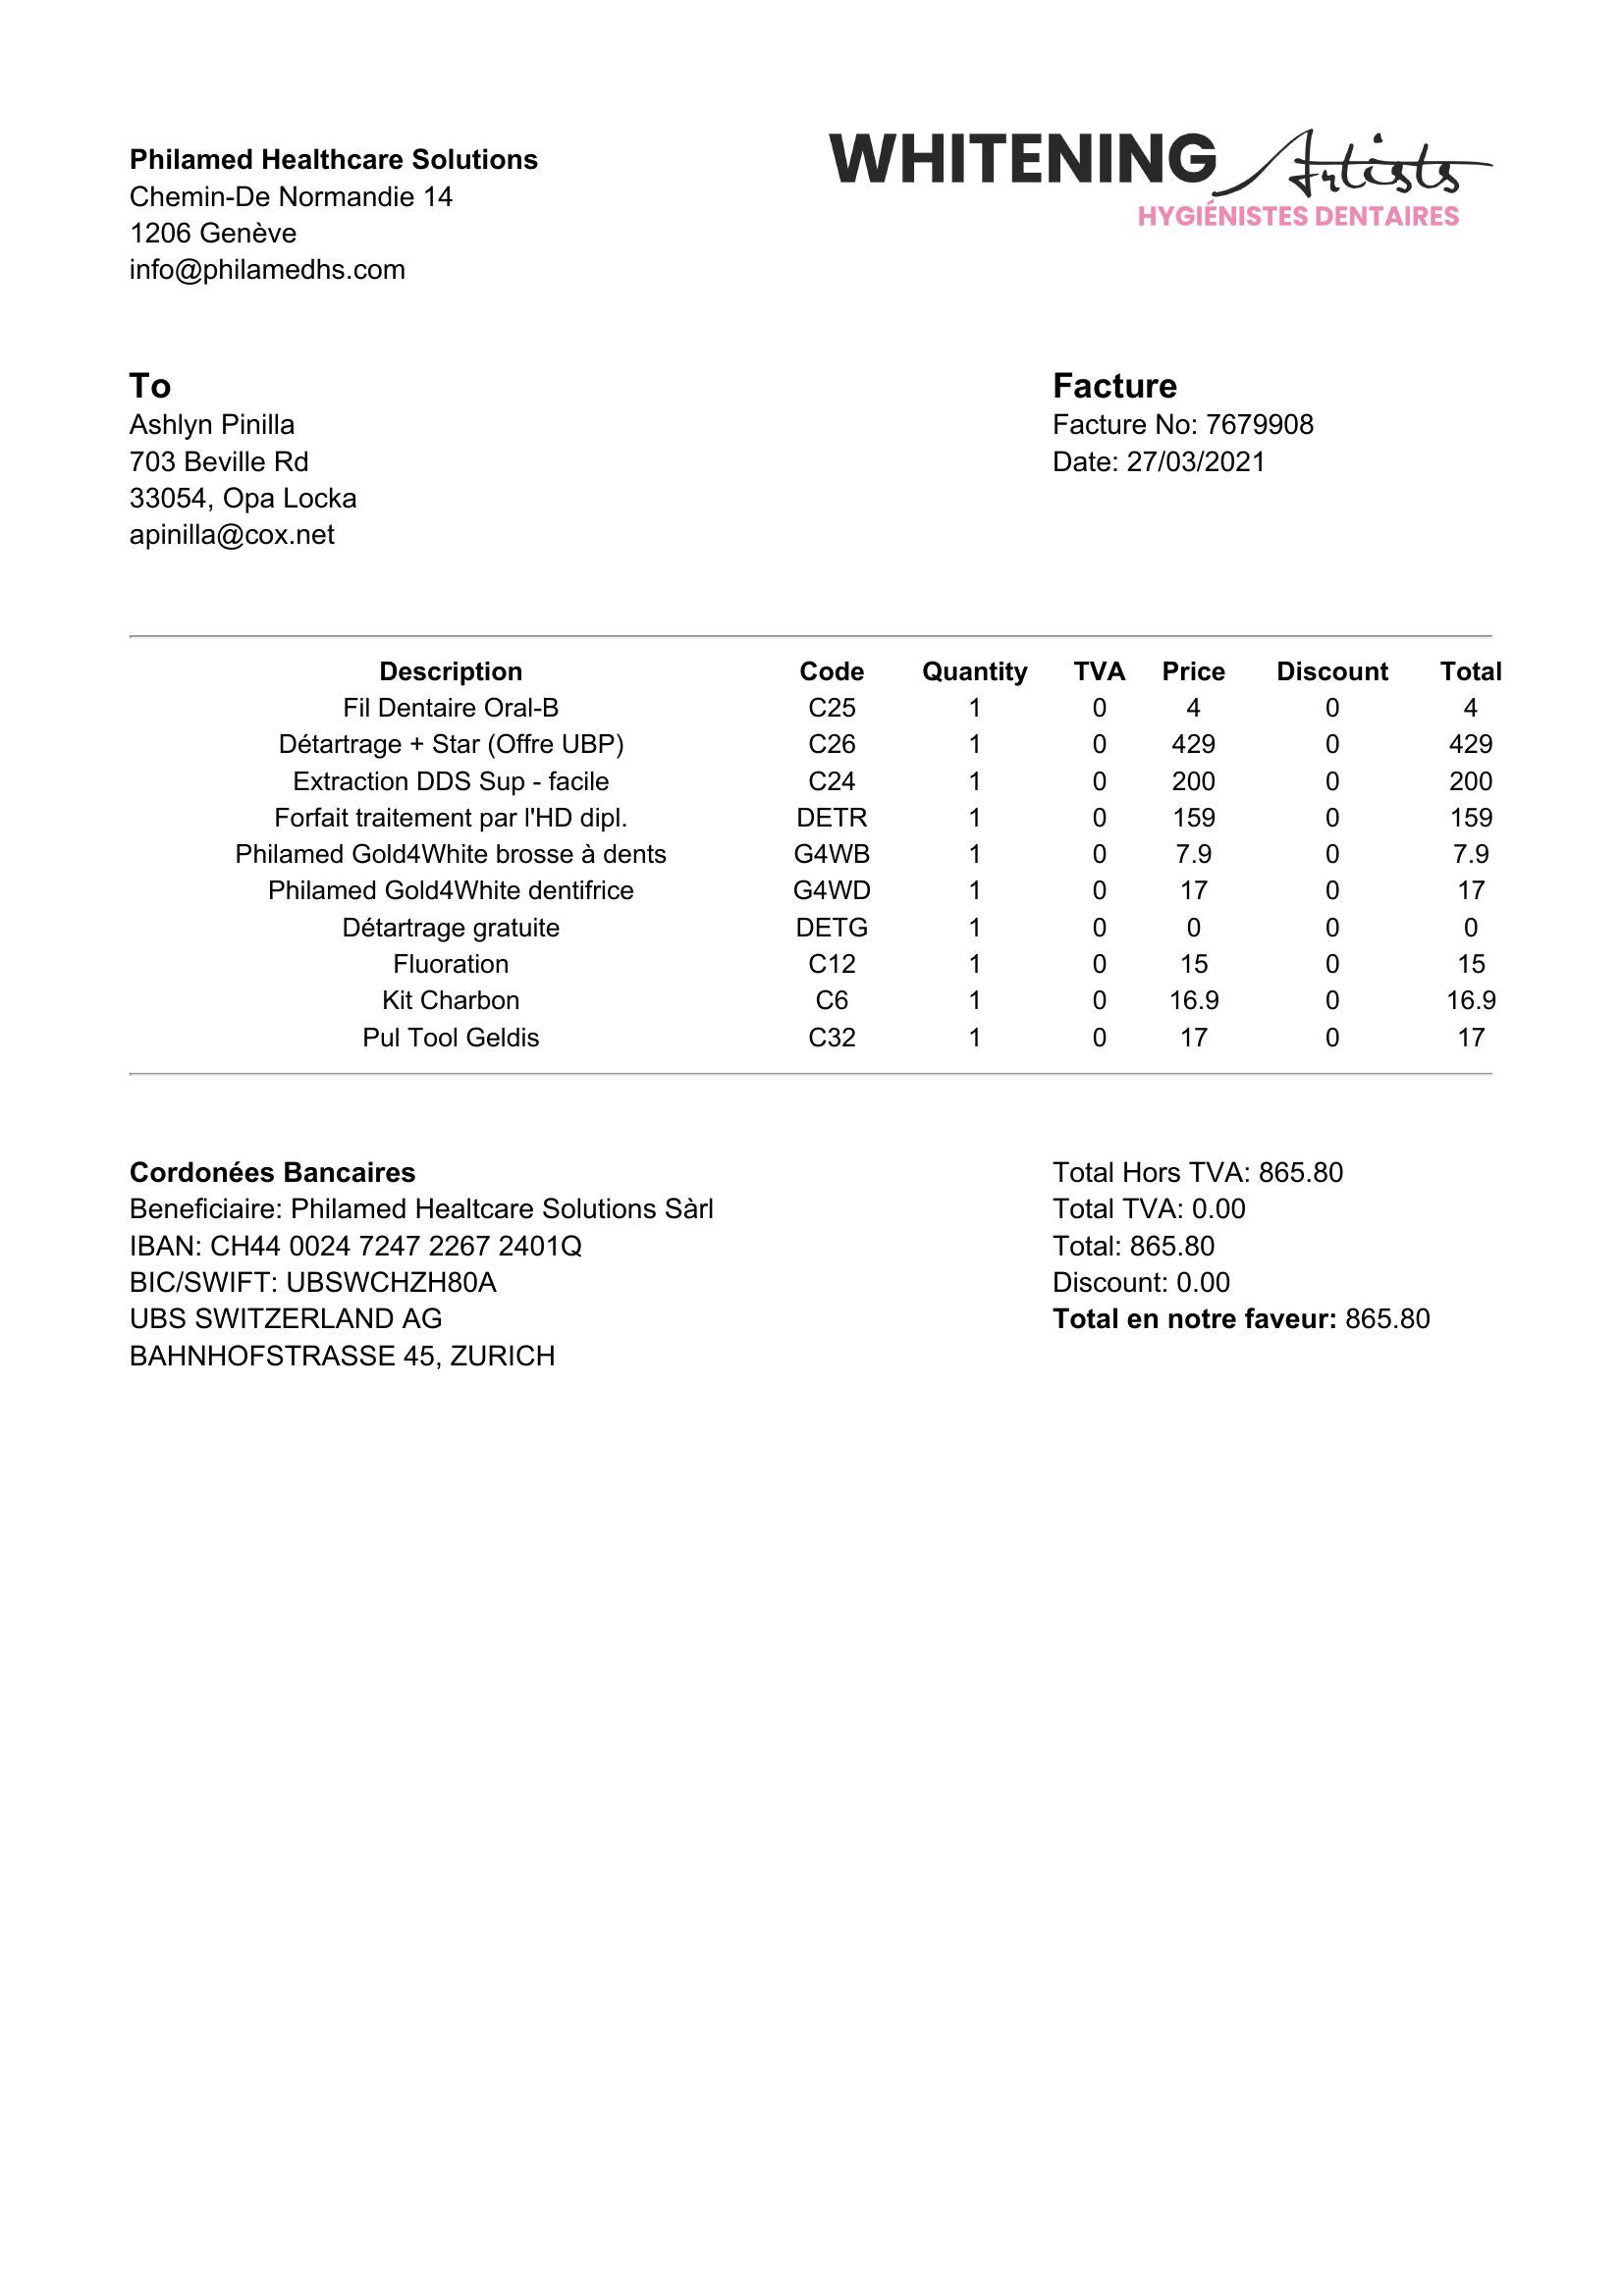 Philamed Healthcare Solutions
Chemin-De Normandie 14
1206 Genève
info@philamedhs.com
WHITENING Artists
HYGIÉNISTES DENTAIRES
To
Ashlyn Pinilla
703 Beville Rd
33054, Opa Locka
apinilla@cox.net
Facture
Facture No: 7679908
Date: 27/03/2021
Description Code Quantity TVA Price Discount Total
Fil Dentaire Oral-B C25 1 0 4 0 4
Détartrage + Star (Offre UBP) C26 1 0 429 0 429
Extraction DDS Sup - facile C24 1 0 200 0 200
Forfait traitement par l'HD dipl. DETR 1 0 159 0 159
Philamed Gold4White brosse à dents G4WB 1 0 7.9 0 7.9
Philamed Gold4White dentifrice G4WD 1 0 17 0 17
Détartrage gratuite DETG 1 0 0 0 0
Fluoration C12 1 0 15 0 15
Kit Charbon C6 1 0 16.9 0 16.9
Pul Tool Geldis C32 1 0 17 0 17
Cordonées Bancaires
Beneficiaire: Philamed Healtcare Solutions Sàrl
IBAN: CH44 0024 7247 2267 2401Q
BIC/SWIFT: UBSWCHZH80A
UBS SWITZERLAND AG
BAHNHOFSTRASSE 45, ZURICH
Total Hors TVA: 865.80
Total TVA: 0.00
Total: 865.80
Discount: 0.00
Total en notre faveur: 865.80